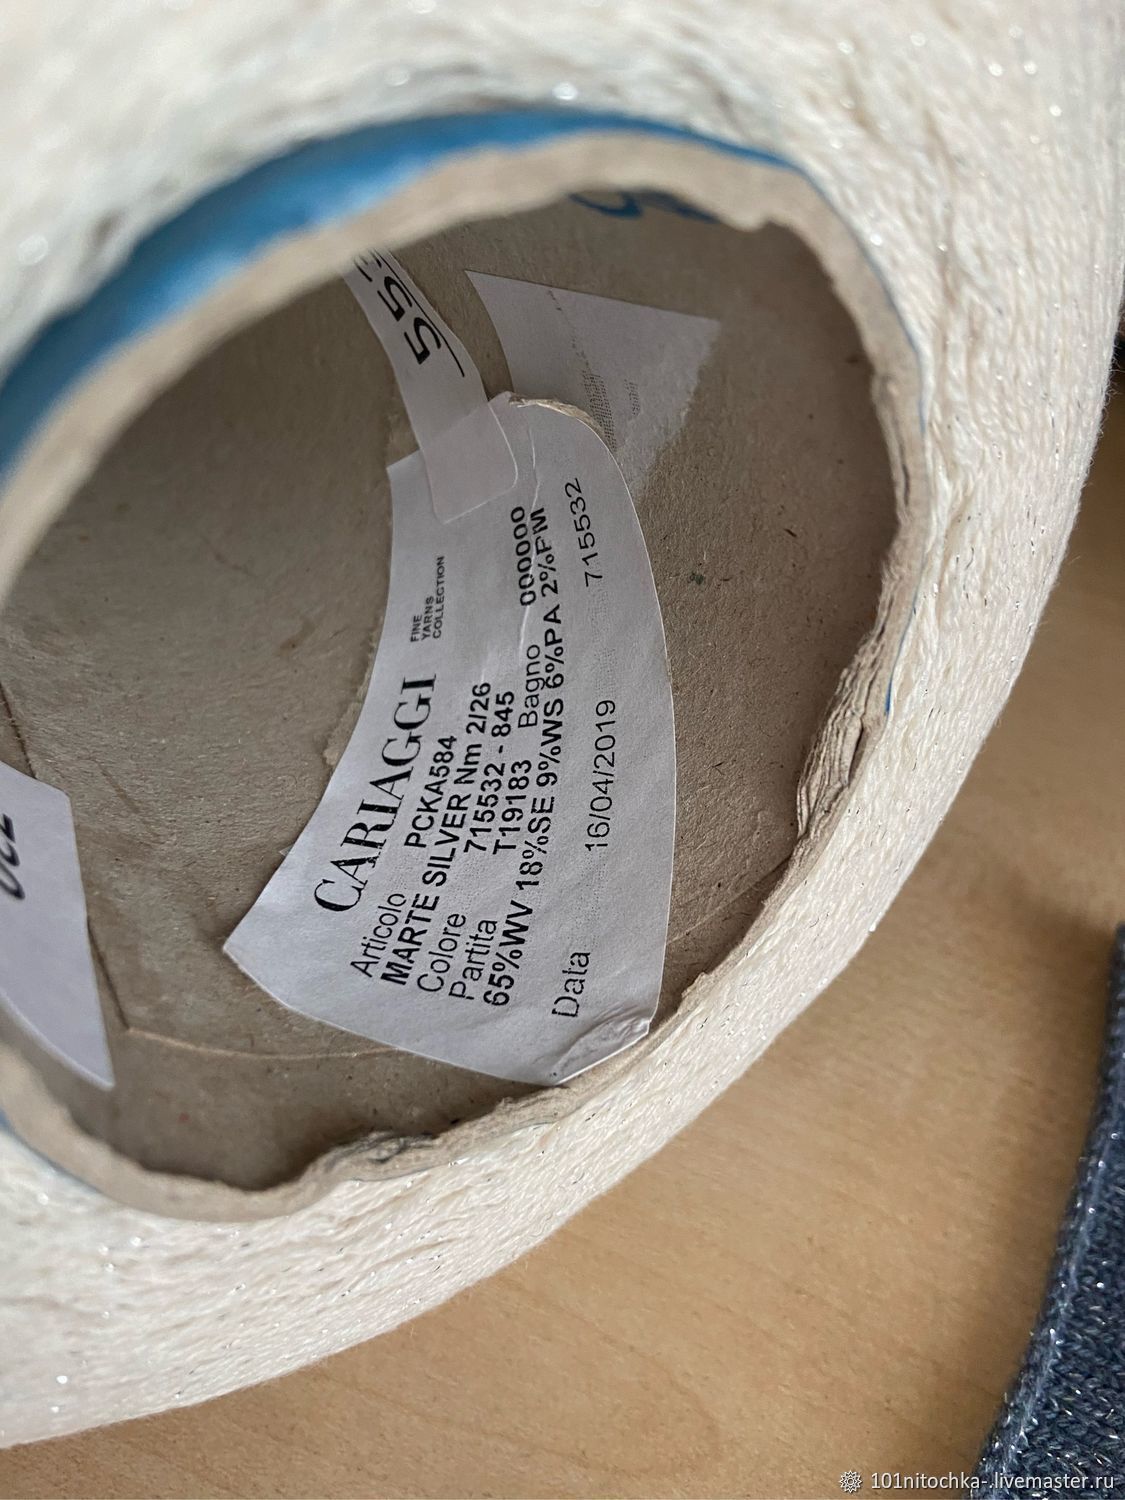 553
CARIAGGI
FINE
YARNS
COLLECTION
Articolo PCKA584
MARTE SILVER Nm 2/26
Colore 715532 - 845
Partita T19183 Bagno 000000
65%WV 18%SE 9%WS 6%PA 2%PM
Data 16/04/2019 715532
101nitochka-.livemaster.ru